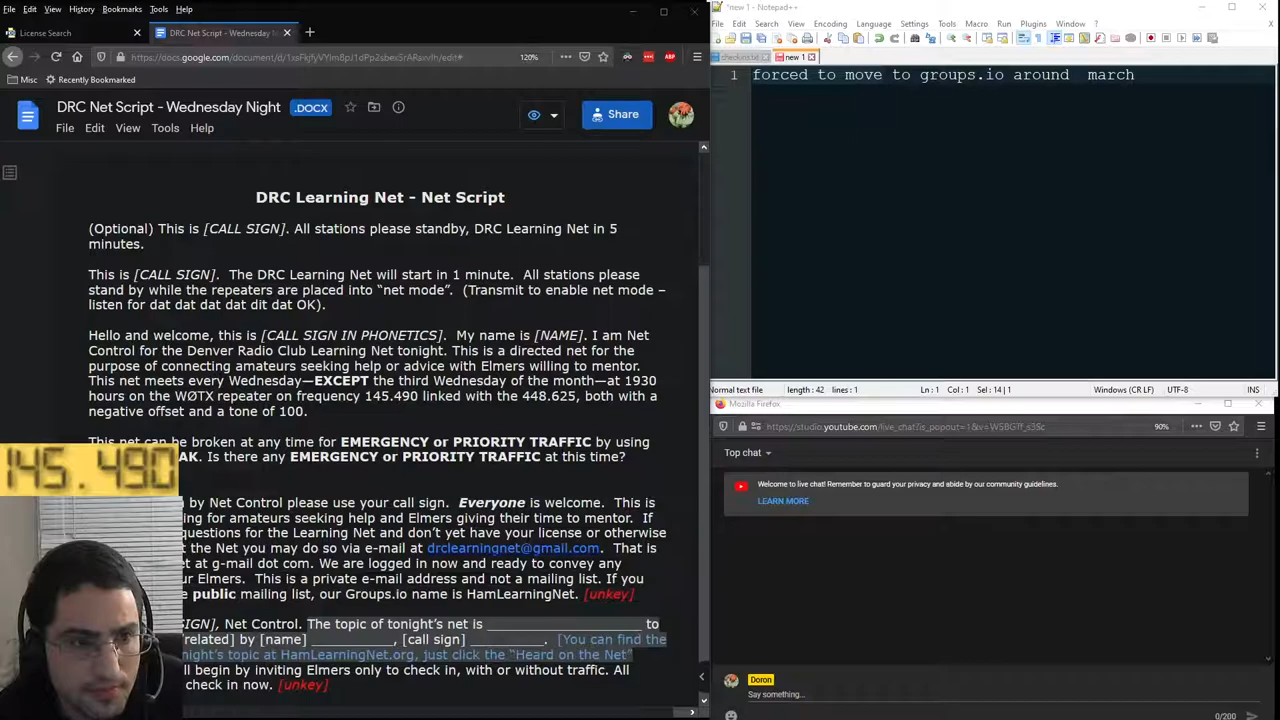 File Edit View History Bookmarks Tools Help
License Search
DRC Net Script - Wednesday N
120%
Misc
Recently Bookmarked
DRC Net Script - Wednesday Night
.DOCX
Share
File Edit View Tools Help
DRC Learning Net - Net Script
(Optional) This is [CALL SIGN]. All stations please standby, DRC Learning Net in 5
minutes.
This is [CALL SIGN]. The DRC Learning Net will start in 1 minute. All stations please
stand by while the repeaters are placed into “net mode”. (Transmit to enable net mode –
listen for dat dat dat dat dit dat OK).
Hello and welcome, this is [CALL SIGN IN PHONETICS]. My name is [NAME]. I am Net
Control for the Denver Radio Club Learning Net tonight. This is a directed net for the
purpose of connecting amateurs seeking help or advice with Elmers willing to mentor.
This net meets every Wednesday—EXCEPT the third Wednesday of the month—at 1930
hours on the WØTX repeater on frequency 145.490 linked with the 448.625, both with a
negative offset and a tone of 100.
This net can be broken at any time for EMERGENCY or PRIORITY TRAFFIC by using
AK. Is there any EMERGENCY or PRIORITY TRAFFIC at this time?
145.490
by Net Control please use your call sign. Everyone is welcome. This is
ing for amateurs seeking help and Elmers giving their time to mentor. If
questions for the Learning Net and don’t yet have your license or otherwise
t the Net you may do so via e-mail at drclearningnet@gmail.com. That is
et at g-mail dot com. We are logged in now and ready to convey any
ur Elmers. This is a private e-mail address and not a mailing list. If you
e public mailing list, our Groups.io name is HamLearningNet. [unkey]
SIGN], Net Control. The topic of tonight’s net is ____________ to
related] by [name] ____________, [call sign] ____________. [You can find the
night’s topic at HamLearningNet.org, just click the “Heard on the Net”
ll begin by inviting Elmers only to check in, with or without traffic. All
check in now. [unkey]
*new 1 - Notepad++
File Edit Search View Encoding Language Settings Tools Macro Run Plugins Window ?
X
new 1
1 forced to move to groups.io around march
Normal text file length : 42 lines : 1 Ln : 1 Col : 1 Sel : 14 | 1 Windows (CR LF) UTF-8 INS
Mozilla Firefox
90%
Top chat
Welcome to live chat! Remember to guard your privacy and abide by our community guidelines.
LEARN MORE
Doron
Say something...
0/200